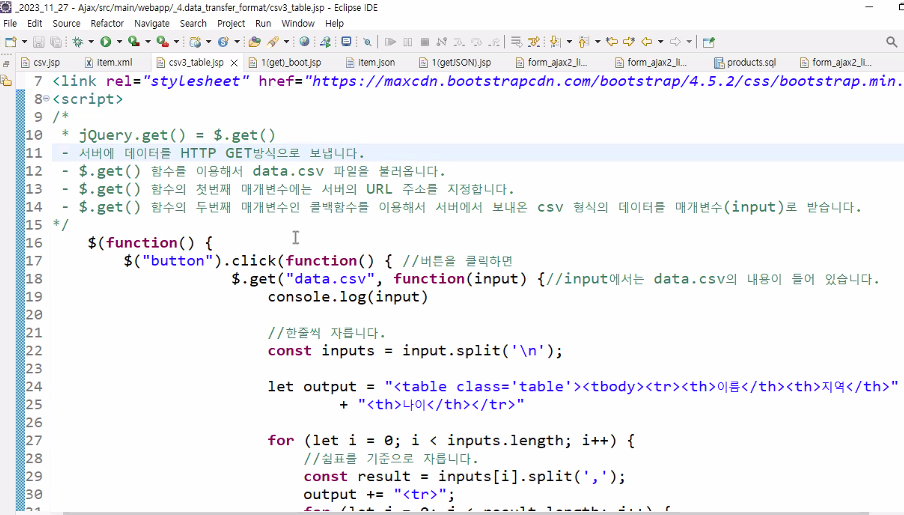 _2023_11_27 - Ajax/src/main/webapp/_4.data_transfer_format/csv3_table.jsp - Eclipse IDE
File Edit Source Refactor Navigate Search Project Run Window Help
csv.jsp item.xml csv3_table.jsp 1(get)_boot.jsp item.json 1(getJSON).jsp form_ajax2_li... form_ajax2_li... products.sql form_ajax2_li...
7 <link rel="stylesheet" href="https://maxcdn.bootstrapcdn.com/bootstrap/4.5.2/css/bootstrap.min.
8 <script>
9 /*
10 * jQuery.get() = $.get()
11 - 서버에 데이터를 HTTP GET방식으로 보냅니다.
12 - $.get() 함수를 이용해서 data.csv 파일을 불러옵니다.
13 - $.get() 함수의 첫번째 매개변수에는 서버의 URL 주소를 지정합니다.
14 - $.get() 함수의 두번째 매개변수인 콜백함수를 이용해서 서버에서 보내온 csv 형식의 데이터를 매개변수(input)로 받습니다.
15 */
16 $(function() {
17 $("button").click(function() { //버튼을 클릭하면
18 $.get("data.csv", function(input) {//input에서는 data.csv의 내용이 들어 있습니다.
19 console.log(input)
20
21 //한줄씩 자릅니다.
22 const inputs = input.split('\n');
23
24 let output = "<table class='table'><tbody><tr><th>이름</th><th>지역</th>"
25 + "<th>나이</th></tr>"
26
27 for (let i = 0; i < inputs.length; i++) {
28 //쉼표를 기준으로 자릅니다.
29 const result = inputs[i].split(',');
30 output += "<tr>";
31 for (let j = 0; j < result.length; j++) {